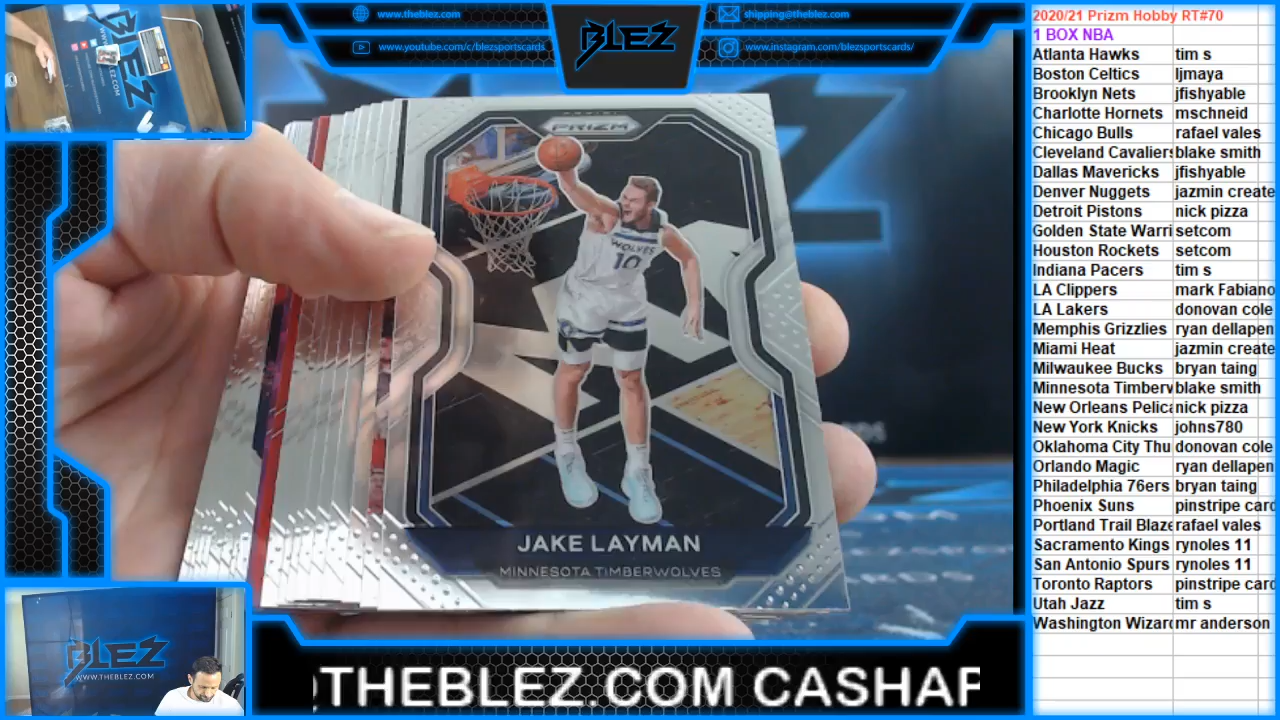 www.theblez.com
shipping@theblez.com
www.youtube.com/c/blezsportscards
www.instagram.com/blezsportscards/
BLEZ
2020/21 Prizm Hobby RT#70
1 BOX NBA
Atlanta Hawks tim s
Boston Celtics ljmaya
Brooklyn Nets jfishyable
Charlotte Hornets mschneid
Chicago Bulls rafael vales
Cleveland Cavaliers blake smith
Dallas Mavericks jfishyable
Denver Nuggets jazmin create
Detroit Pistons nick pizza
Golden State Warri setcom
Houston Rockets setcom
Indiana Pacers tim s
LA Clippers mark Fabiano
LA Lakers donovan cole
Memphis Grizzlies ryan dellapen
Miami Heat jazmin create
Milwaukee Bucks bryan taing
Minnesota Timberv blake smith
New Orleans Pelica nick pizza
New York Knicks johns780
Oklahoma City Thu donovan cole
Orlando Magic ryan dellapen
Philadelphia 76ers bryan taing
Phoenix Suns pinstripe card
Portland Trail Blaze rafael vales
Sacramento Kings rynoles 11
San Antonio Spurs rynoles 11
Toronto Raptors pinstripe card
Utah Jazz tim s
Washington Wizard mr anderson
PANINI
PRIZM
WOLVES
10
JAKE LAYMAN
MINNESOTA TIMBERWOLVES
BLEZ
BLEZ
WWW.THEBLEZ.COM
THEBLEZ.COM CASHAP